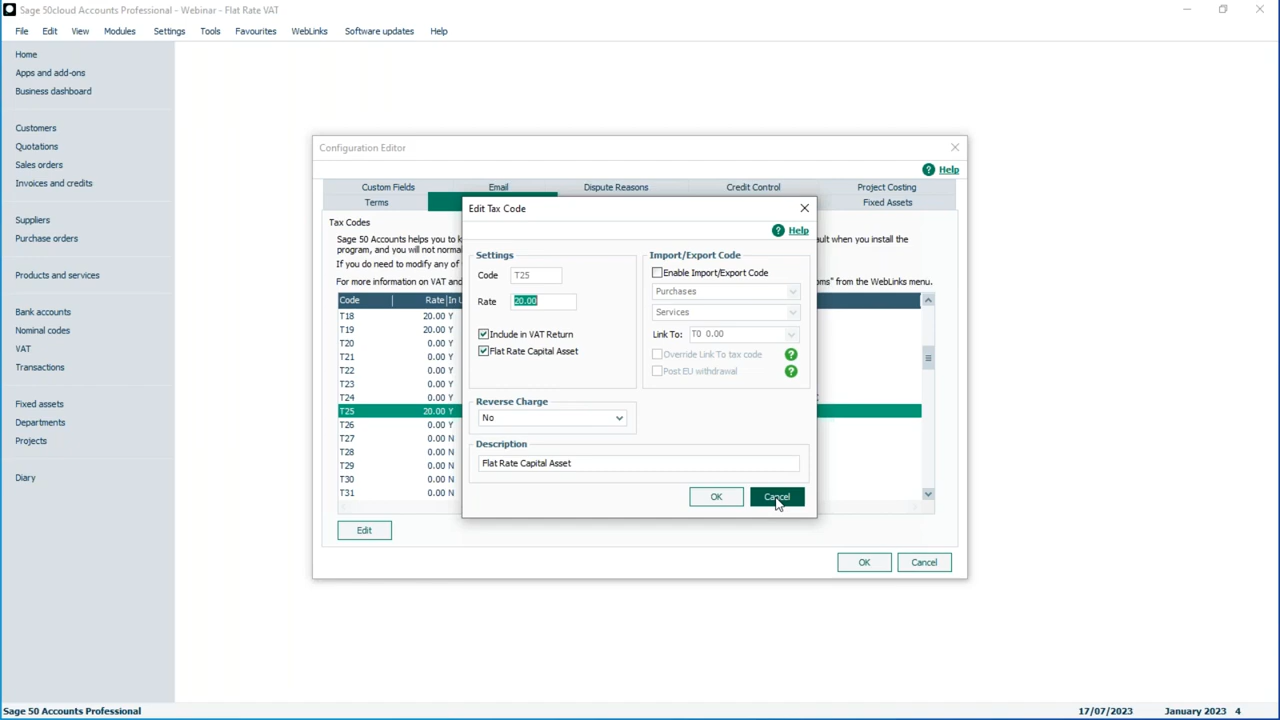 Sage 50cloud Accounts Professional - Webinar - Flat Rate VAT
File Edit View Modules Settings Tools Favourites WebLinks Software updates Help
Home
Apps and add-ons
Business dashboard
Customers
Quotations
Sales orders
Invoices and credits
Suppliers
Purchase orders
Products and services
Bank accounts
Nominal codes
VAT
Transactions
Fixed assets
Departments
Projects
Diary
Configuration Editor
Help
Custom Fields Email Dispute Reasons Credit Control Project Costing
Terms Fixed Assets
Tax Codes
Sage 50 Accounts helps you to ault when you install the
program, and you will not
If you do need to modify any of
For more information on VAT and from the WebLinks menu.
Code Rate In
T18 20.00 Y
T19 20.00 Y
T20 0.00 Y
T21 0.00 Y
T22 0.00 Y
T23 0.00 Y
T24 0.00 Y
T25 20.00 Y
T26 0.00 Y
T27 0.00 N
T28 0.00 N
T29 0.00 N
T30 0.00 N
T31 0.00 N
Edit
OK Cancel
Edit Tax Code
Help
Settings
Code T25
Rate 20.00
Include in VAT Return
Flat Rate Capital Asset
Import/Export Code
Enable Import/Export Code
Purchases
Services
Link To: T0 0.00
Override Link To tax code
Post EU withdrawal
Reverse Charge
No
Description
Flat Rate Capital Asset
OK Cancel
Sage 50 Accounts Professional 17/07/2023 January 2023 4